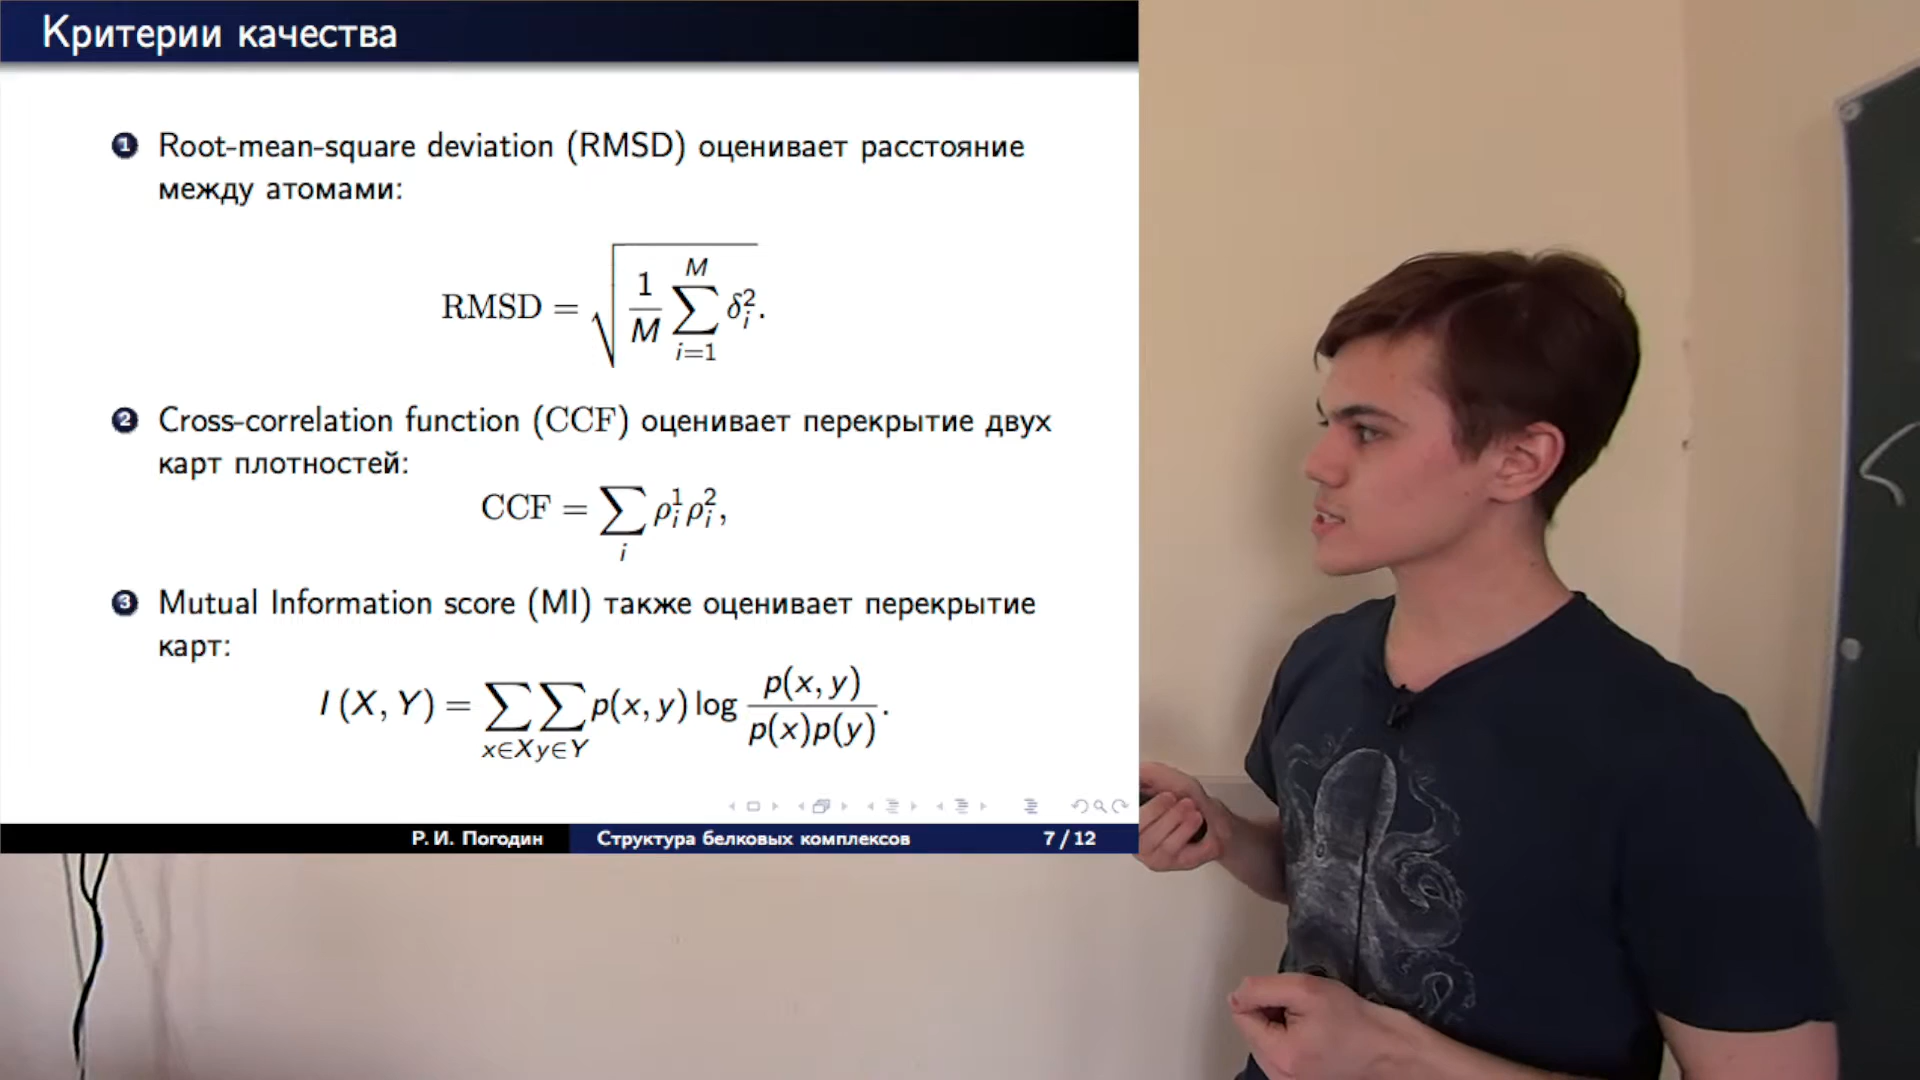 Критерии качества
1 Root-mean-square deviation (RMSD) оценивает расстояние
между атомами:
RMSD = √(1/M ∑_{i=1}^{M} δ_i^2).
2 Cross-correlation function (CCF) оценивает перекрытие двух
карт плотностей:
CCF = ∑_i ρ_i^1 ρ_i^2,
3 Mutual Information score (MI) также оценивает перекрытие
карт:
I (X, Y) = ∑_{x∈X} ∑_{y∈Y} p(x, y) log p(x, y) / p(x)p(y).
Р. И. Погодин Структура белковых комплексов 7 / 12